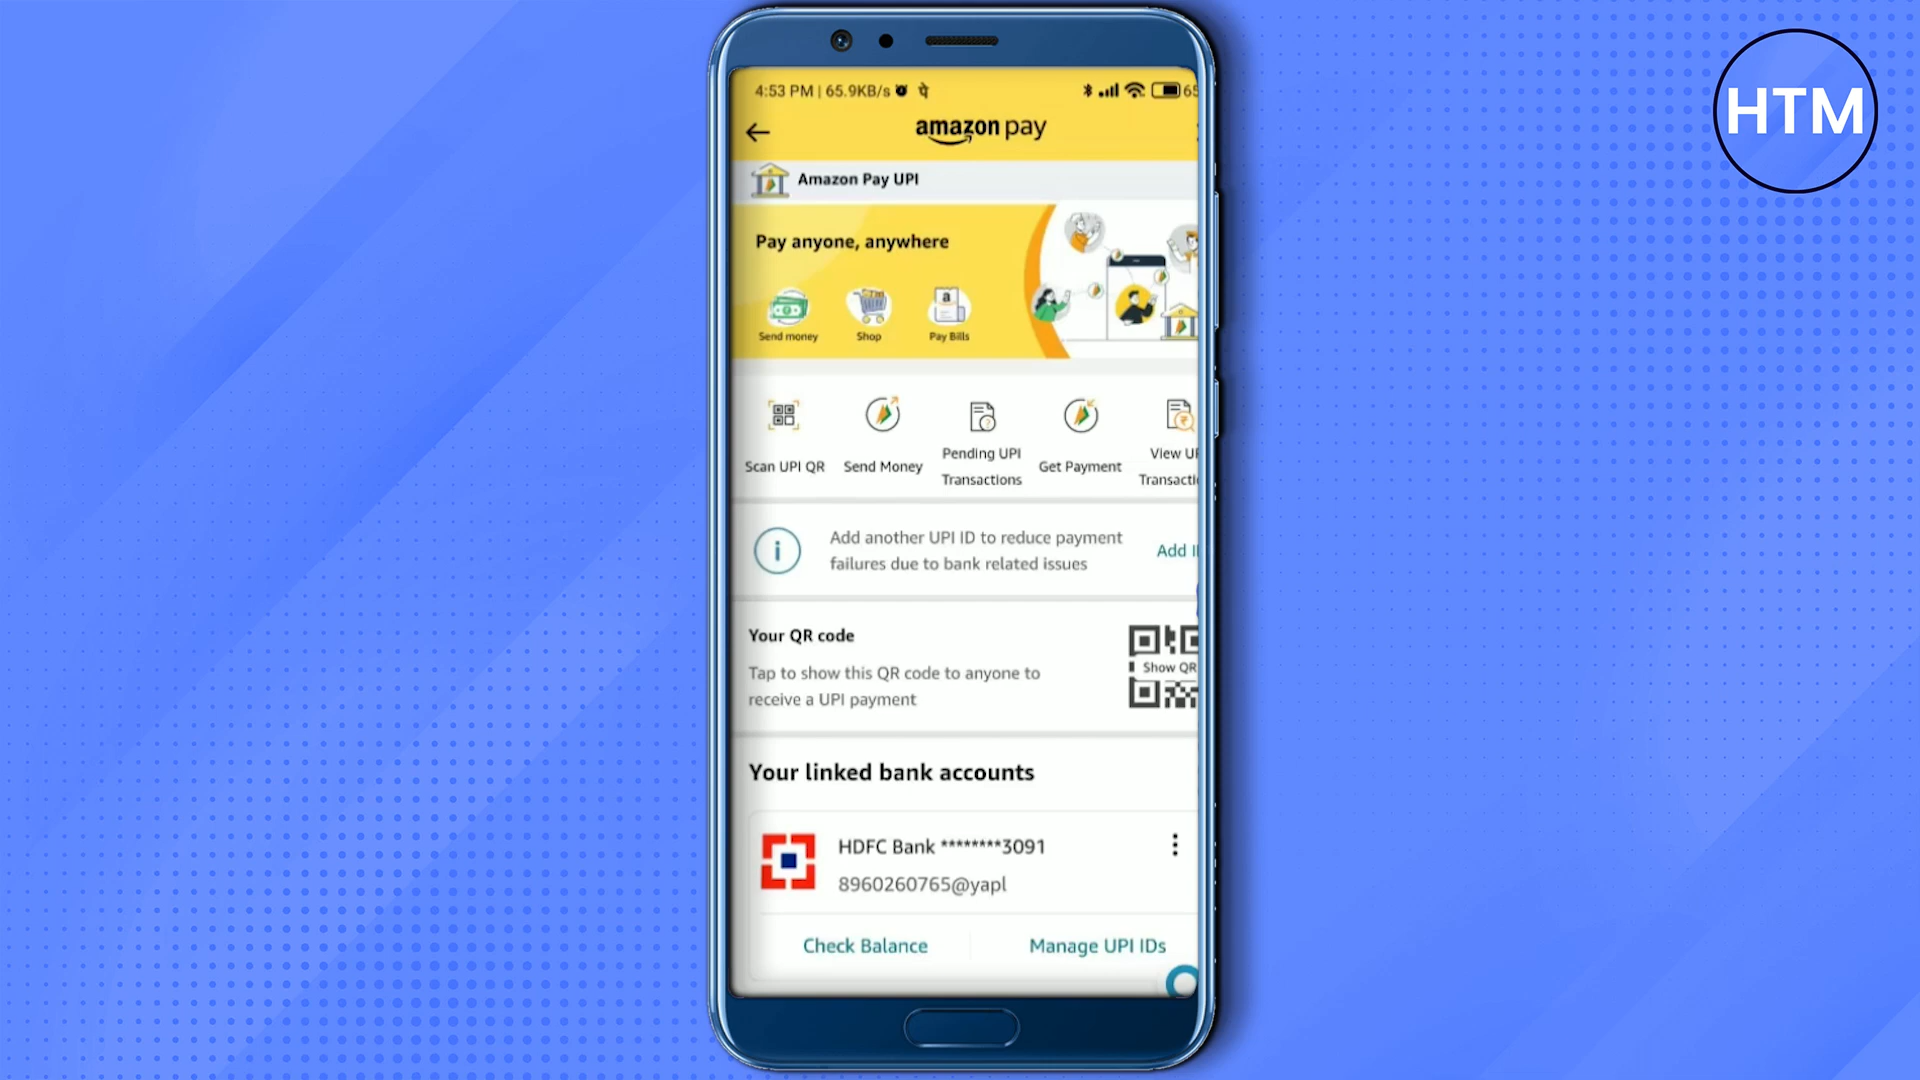 HTM
4:53 PM | 65.9KB/s पे
65
amazon pay
Amazon Pay UPI
Pay anyone, anywhere
a
Send money
Shop
Pay Bills
Scan UPI QR
Send Money
Pending UPI
Transactions
Get Payment
View UP
Transacti
Add another UPI ID to reduce payment
failures due to bank related issues
Add I
Your QR code
Tap to show this QR code to anyone to
receive a UPI payment
Show QR
Your linked bank accounts
HDFC Bank ********3091
8960260765@yapl
Check Balance
Manage UPI IDs